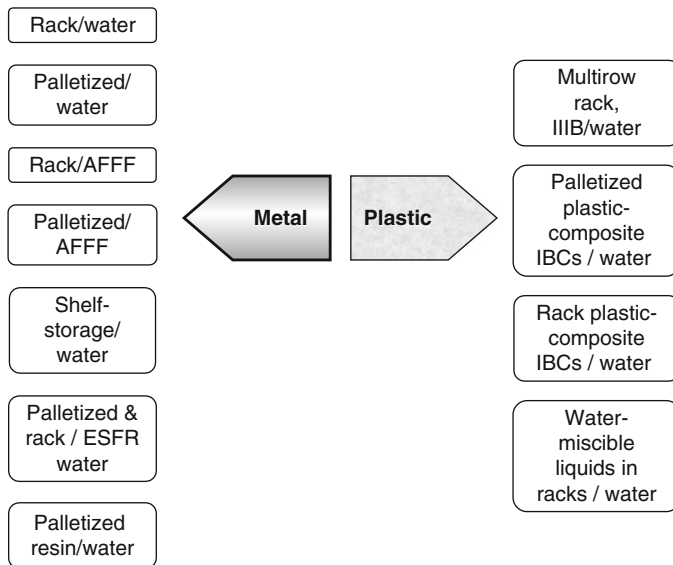 Rack/water
Palletized/
water
Rack/AFFF
Palletized/
AFFF
Shelf-
storage/
water
Palletized &
rack / ESFR
water
Palletized
resin/water
Metal
Plastic
Multirow
rack,
IIIB/water
Palletized
plastic-
composite
IBCs / water
Rack plastic-
composite
IBCs / water
Water-
miscible
liquids in
racks / water